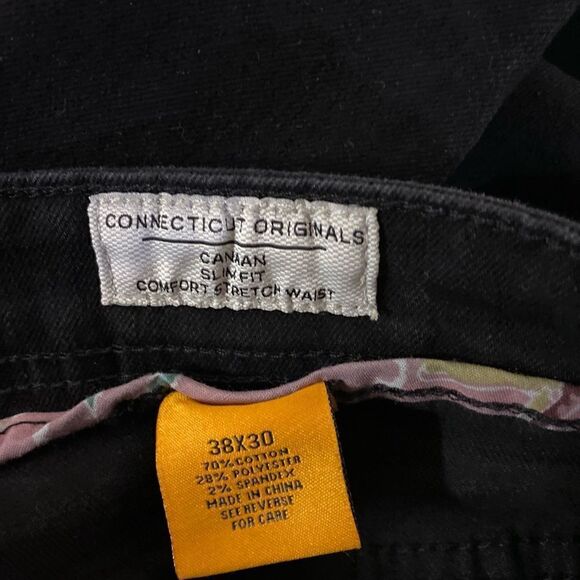 CONNECTICUT ORIGINALS
CANAAN
SLIM FIT
COMFORT STRETCH WAIST
38X30
70% COTTON
28% POLYESTER
2% SPANDEX
MADE IN CHINA
SEE REVERSE
FOR CARE